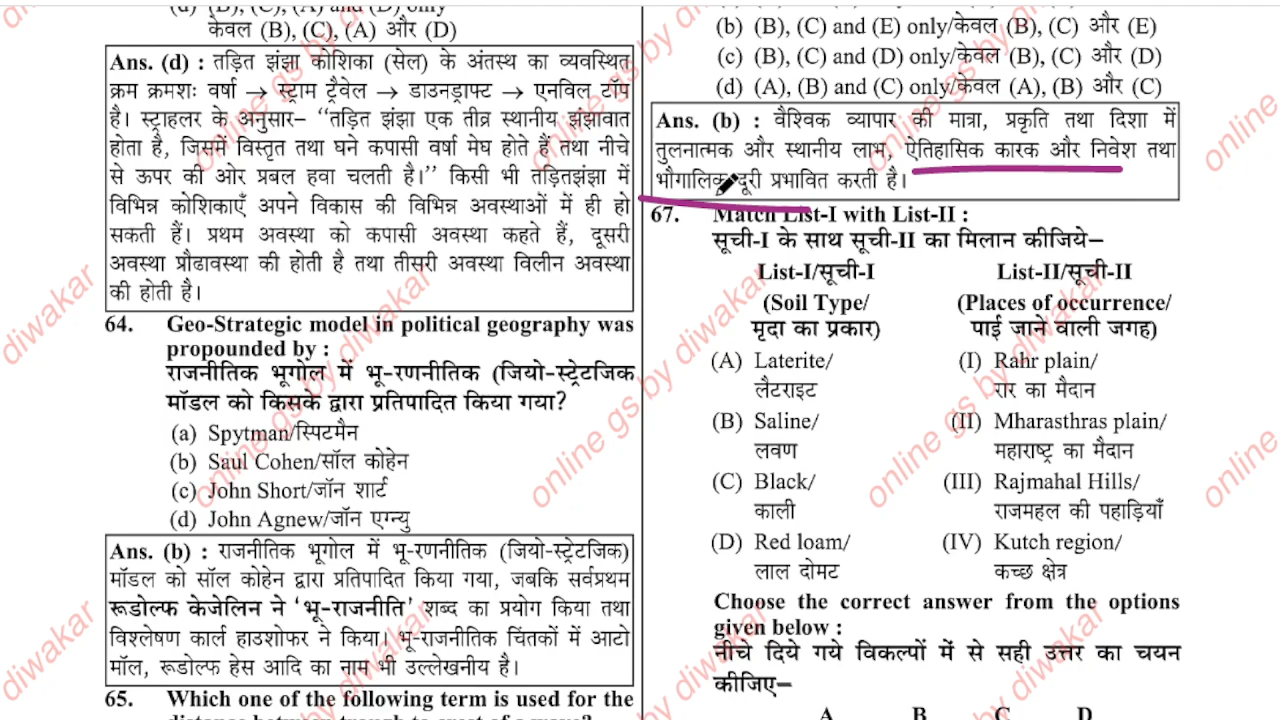 (d) (B), (C), (A) and (D) only
केवल (B), (C), (A) और (D)
Ans. (d) : तड़ित झंझा कोशिका (सेल) के अंतस्थ का व्यवस्थित
क्रम क्रमशः वर्षा → स्ट्राम ट्रैवेल → डाउनड्राफ्ट → एनविल टॉप
है। स्ट्राहलर के अनुसार– ‘‘तड़ित झंझा एक तीव्र स्थानीय झंझावात
होता है, जिसमें विस्तृत तथा घने कपासी वर्षा मेघ होते हैं तथा नीचे
से ऊपर की ओर प्रबल हवा चलती है।’’ किसी भी तड़ितझंझा में
विभिन्न कोशिकाएँ अपने विकास की विभिन्न अवस्थाओं में ही हो
सकती हैं। प्रथम अवस्था को कपासी अवस्था कहते हैं, दूसरी
अवस्था प्रौढावस्था की होती है तथा तीसरी अवस्था विलीन अवस्था
की होती है।
64. Geo-Strategic model in political geography was
propounded by :
राजनीतिक भूगोल में भू-रणनीतिक (जियो-स्ट्रेटजिक
मॉडल को किसके द्वारा प्रतिपादित किया गया?
(a) Spytman/स्पिटमैन
(b) Saul Cohen/सॉल कोहेन
(c) John Short/जॉन शार्ट
(d) John Agnew/जॉन एग्न्यु
Ans. (b) : राजनीतिक भूगोल में भू-रणनीतिक (जियो-स्ट्रेटजिक)
मॉडल को सॉल कोहेन द्वारा प्रतिपादित किया गया, जबकि सर्वप्रथम
रूडोल्फ केजेलिन ने ‘भू-राजनीति’ शब्द का प्रयोग किया तथा
विश्लेषण कार्ल हाउशोफर ने किया। भू-राजनीतिक चिंतकों में आटो
मॉल, रूडोल्फ हेस आदि का नाम भी उल्लेखनीय है।
65. Which one of the following term is used for the
distance between trough to crest of a wave?
(b) (B), (C) and (E) only/केवल (B), (C) और (E)
(c) (B), (C) and (D) only/केवल (B), (C) और (D)
(d) (A), (B) and (C) only/केवल (A), (B) और (C)
Ans. (b) : वैश्विक व्यापार की मात्रा, प्रकृति तथा दिशा में
तुलनात्मक और स्थानीय लाभ, ऐतिहासिक कारक और निवेश तथा
भौगालिक दूरी प्रभावित करती है।
67. Match List-I with List-II :
सूची-I के साथ सूची-II का मिलान कीजिये–
List-I/सूची-I List-II/सूची-II
(Soil Type/ (Places of occurrence/
मृदा का प्रकार) पाई जाने वाली जगह)
(A) Laterite/ (I) Rahr plain/
लैटराइट रार का मैदान
(B) Saline/ (II) Mharasthras plain/
लवण महाराष्ट्र का मैदान
(C) Black/ (III) Rajmahal Hills/
काली राजमहल की पहाड़ियाँ
(D) Red loam/ (IV) Kutch region/
लाल दोमट कच्छ क्षेत्र
Choose the correct answer from the options
given below :
नीचे दिये गये विकल्पों में से सही उत्तर का चयन
कीजिए–
A B C D
online gs by diwakar